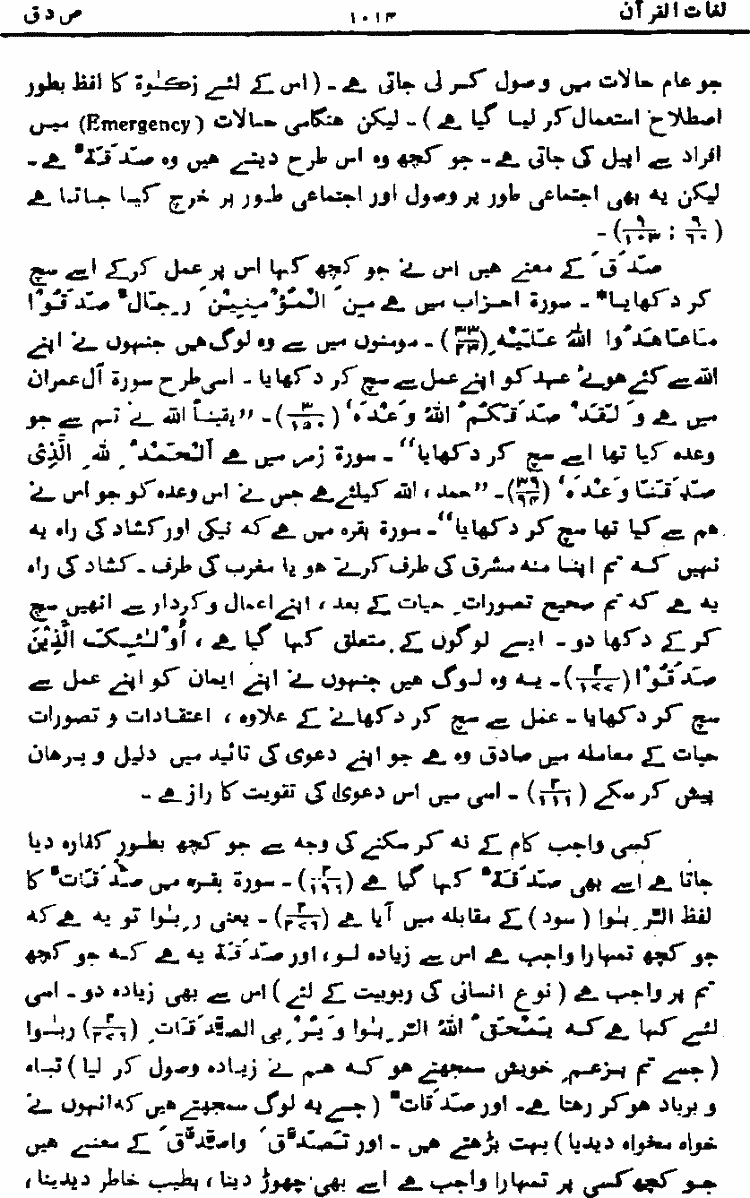 لغات القرآن ۱۰۱۳ ص د ق
جو عام حالات میں وصول کر لی جاتی ہے۔ (اس کے لئے زکـٰوة کا لفظ بطور
اصطلاح استعمال کر لیا گیا ہے)۔ لیکن ہنگامی حالات (Emergency) میں
افراد سے اپیل کی جاتی ہے۔ جو کچھ وہ اس طرح دیتے ہیں وہ صَدَقَةٌ ہے۔
لیکن یہ بھی اجتماعی طور پر وصول اور اجتماعی طور پر خرچ کیا جاتا ہے
(۹/۶۰ : ۹/۱۰۳)۔
صَدَقَ کے معنے ہیں اس نے جو کچھ کہا اس پر عمل کرکے اسے سچ
کر دکھایا*۔ سورة احزاب میں ہے مِنَ الْمُؤْمِنِیْنَ رِجَالٌ صَدَقُوْا
مَاعَاهَدُوا اللّٰهَ عَلَیْهِ (۳۳/۲۳)۔ مومنوں میں سے وہ لوگ ہیں جنہوں نے اپنے
اللہ سے کئے ہوئے عہد کو اپنے عمل سے سچ کر دکھایا۔ اسی طرح سورة آل عمران
میں ہے وَ لَقَدْ صَدَقَكُمُ اللّٰهُ وَعْدَهٗ (۳/۱۵۰)۔ ”یقیناً اللہ نے تم سے جو
وعدہ کیا تھا اسے سچ کر دکھایا“۔ سورة زمر میں ہے اَلْحَمْدُ لِلّٰهِ الَّذِیْ
صَدَقَنَا وَعْدَهٗ (۳۹/۹۳)۔ ”حمد، اللہ کیلئے ہے جس نے اس وعدہ کو جو اس نے
ہم سے کیا تھا سچ کر دکھایا“۔ سورة بقرہ میں ہے کہ نیکی اور کشاد کی راہ یہ
نہیں کہ تم اپنا منہ مشرق کی طرف کرتے ہو یا مغرب کی طرف۔ کشاد کی راہ
یہ ہے کہ تم صحیح تصورات حیات کے بعد، اپنے اعمال و کردار سے انہیں سچ
کر کے دکھا دو۔ ایسے لوگوں کے متعلق کہا گیا ہے، اُولٰئِکَ الَّذِیْنَ
صَدَقُوْا (۲/۱۷۷)۔ یہ وہ لوگ ہیں جنہوں نے اپنے ایمان کو اپنے عمل سے
سچ کر دکھایا۔ عمل سے سچ کر دکھانے کے علاوہ، اعتقادات و تصورات
حیات کے معاملہ میں صادق وہ ہے جو اپنے دعوی کی تائید میں دلیل و برہان
پیش کر سکے (۲/۱۱۱)۔ اسی میں اس دعویٰ کی تقویت کا راز ہے۔
کسی واجب کام کے نہ کر سکنے کی وجہ سے جو کچھ بطور کفارہ دیا
جاتا ہے اسے بھی صَدَقَةٌ کہا گیا ہے (۲/۱۹۶)۔ سورة بقرہ میں صَدَقَاتٌ کا
لفظ الرِّبٰوا (سود) کے مقابلہ میں آیا ہے (۲/۲۷۶)۔ یعنی رِبٰوا تو یہ ہے کہ
جو کچھ تمہارا واجب ہے اس سے زیادہ لو، اور صَدَقَة یہ ہے کہ جو کچھ
تم پر واجب ہے (نوع انسانی کی ربوبیت کے لئے) اس سے بھی زیادہ دو۔ اسی
لئے کہا ہے کہ یَمْحَقُ اللّٰهُ الرِّبٰوا وَیُرْبِی الصَّدَقَاتِ (۲/۲۷۶) ربٰوا
(جسے تم بزعم خویش سمجھتے ہو کہ ہم نے زیادہ وصول کر لیا) تباہ
و برباد ہو کر رہتا ہے۔ اور صَدَقَاتٌ (جسے یہ لوگ سمجھتے ہیں کہ انہوں نے
خواہ مخواہ دیدیا) بہت بڑھتے ہیں۔ اور تَصَدَّقَ وَاصَّدَّقَ کے معنے ہیں
جو کچھ کسی پر تمہارا واجب ہے اسے بھی چھوڑ دینا، بطیب خاطر دیدینا،